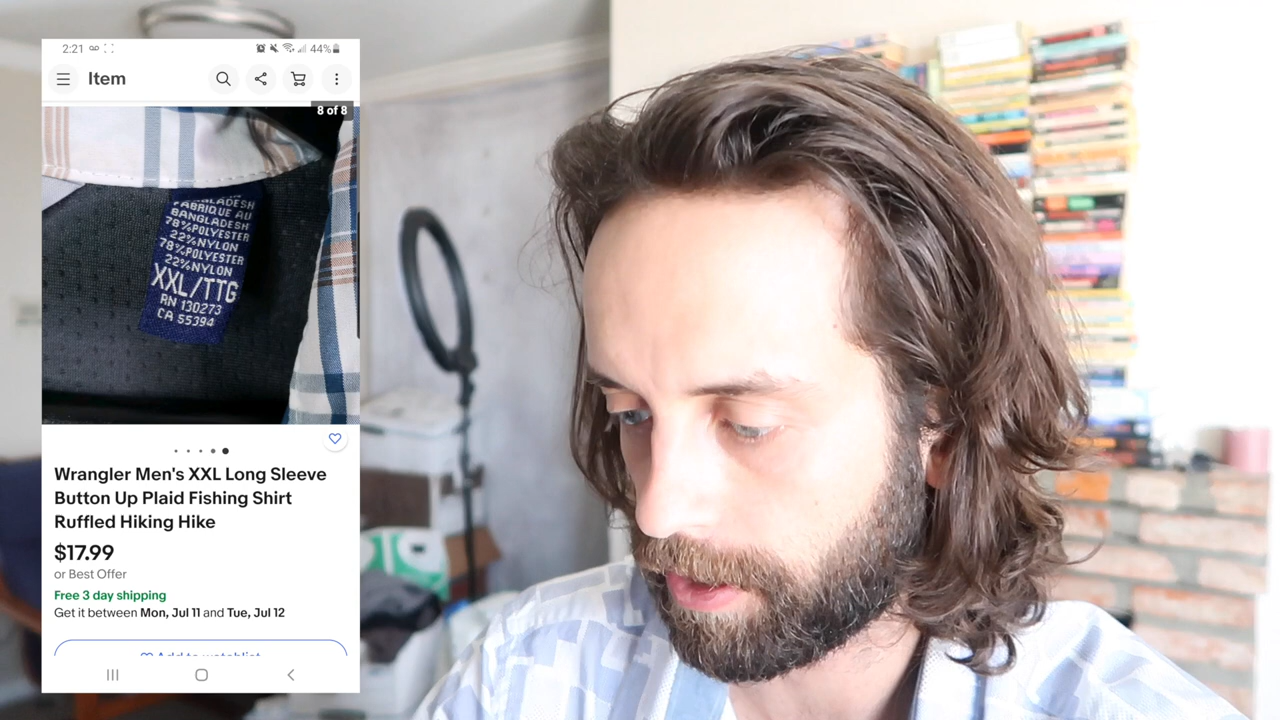 2:21
44%
Item
8 of 8
BANGLADESH
FABRIQUE AU
BANGLADESH
78%POLYESTER
22%NYLON
78%POLYESTER
22%NYLON
XXL/TTG
RN 130273
CA 55394
Wrangler Men's XXL Long Sleeve
Button Up Plaid Fishing Shirt
Ruffled Hiking Hike
$17.99
or Best Offer
Free 3 day shipping
Get it between Mon, Jul 11 and Tue, Jul 12
Add to watchlist